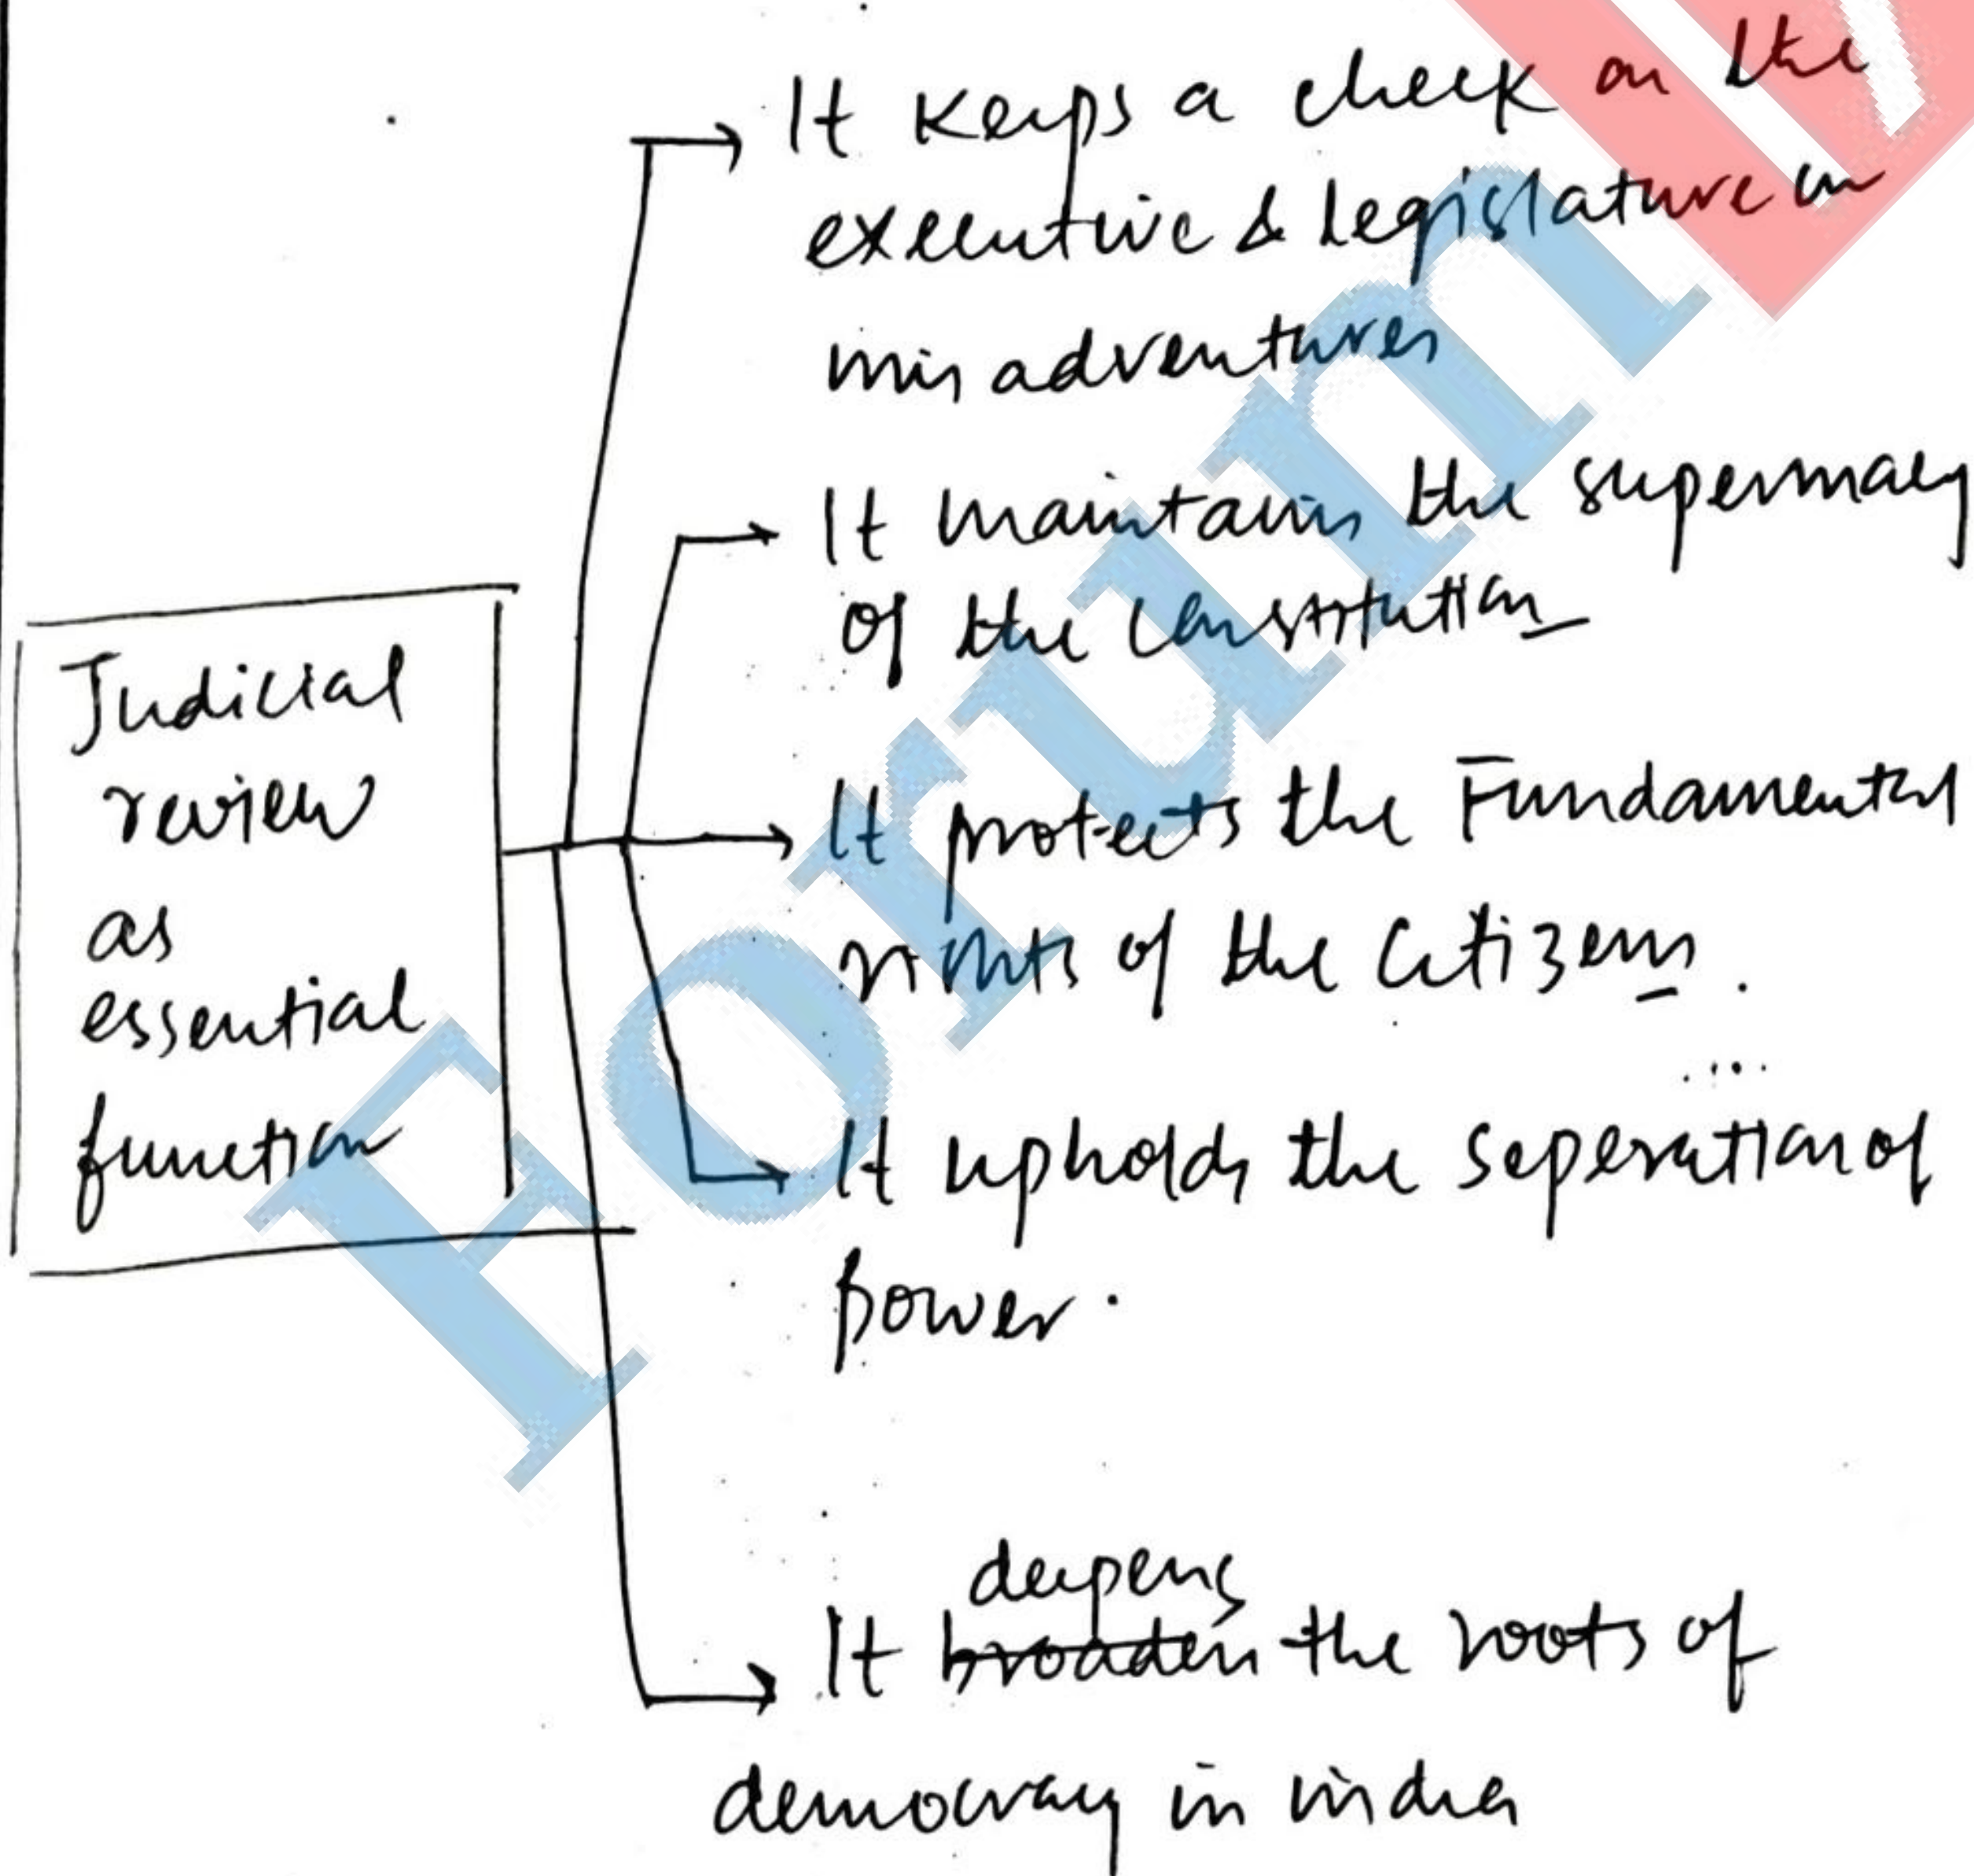 Judicial
review
as
essential
function
It keeps a check on the
executive & legislature in
misadventures
It maintains the supermacy
of the Constitution
It protects the Fundamental
rights of the Citizens.
It upholds the seperation of
power.
deepens
It broaden the roots of
democracy in india
Forum